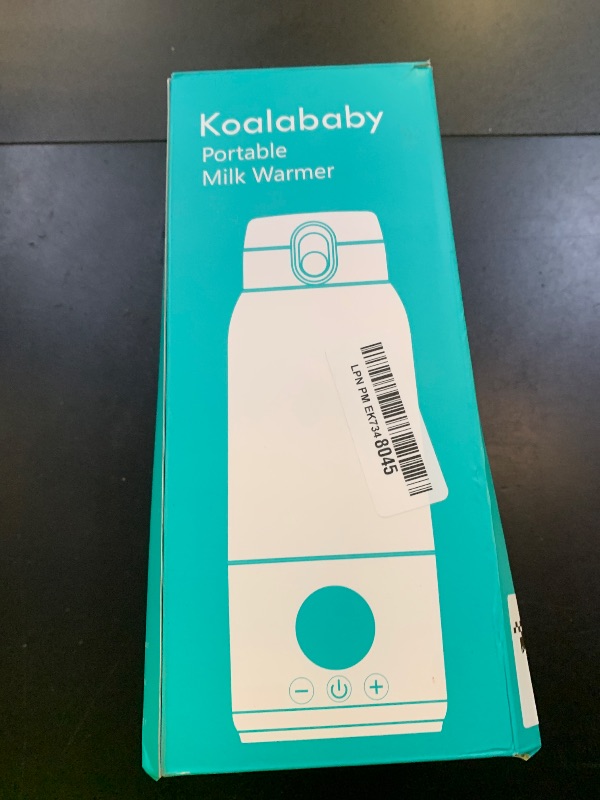 Koalababy
Portable
Milk Warmer
LPN PM EK734 8045